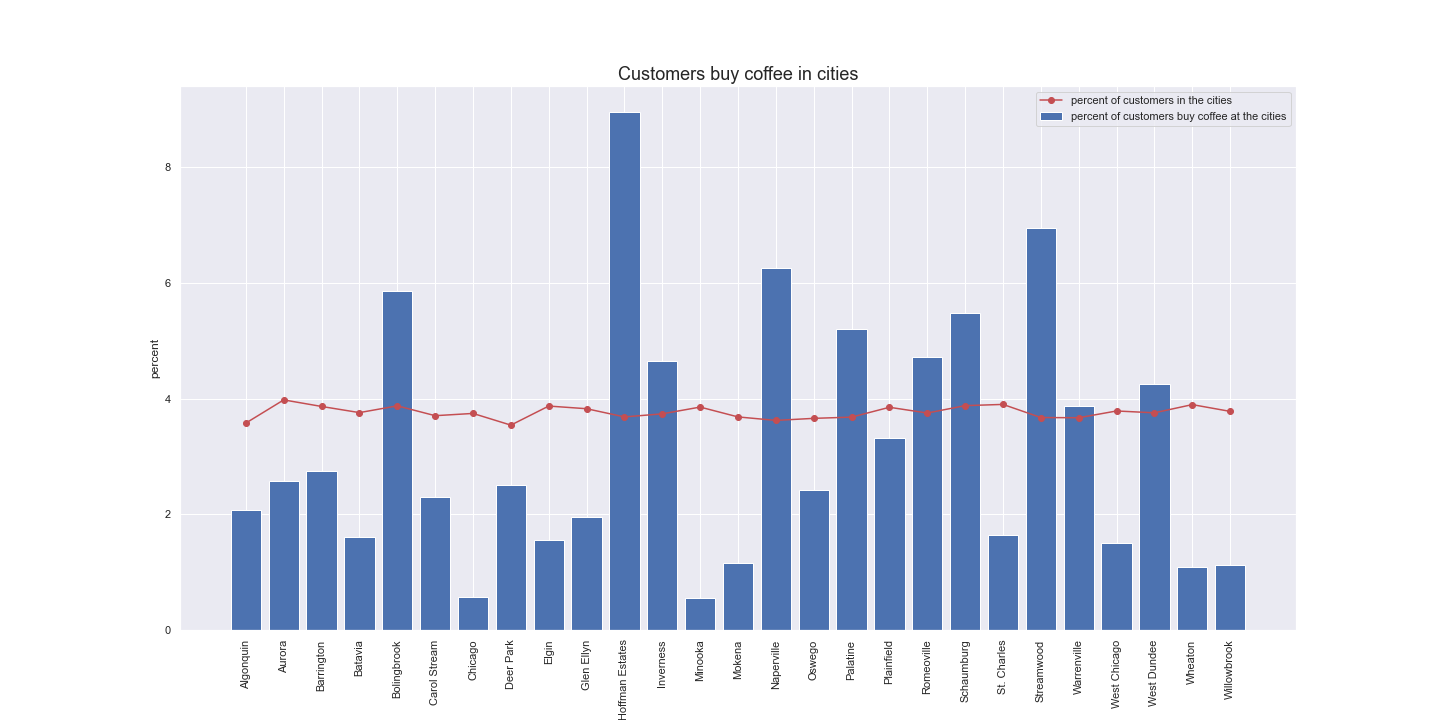 Customers buy coffee in cities
percent of customers in the cities
percent of customers buy coffee at the cities
percent
8
6
4
2
0
Algonquin
Aurora
Barrington
Batavia
Bolingbrook
Carol Stream
Chicago
Deer Park
Elgin
Glen Ellyn
Hoffman Estates
Inverness
Minooka
Mokena
Naperville
Oswego
Palatine
Plainfield
Romeoville
Schaumburg
St. Charles
Streamwood
Warrenville
West Chicago
West Dundee
Wheaton
Willowbrook